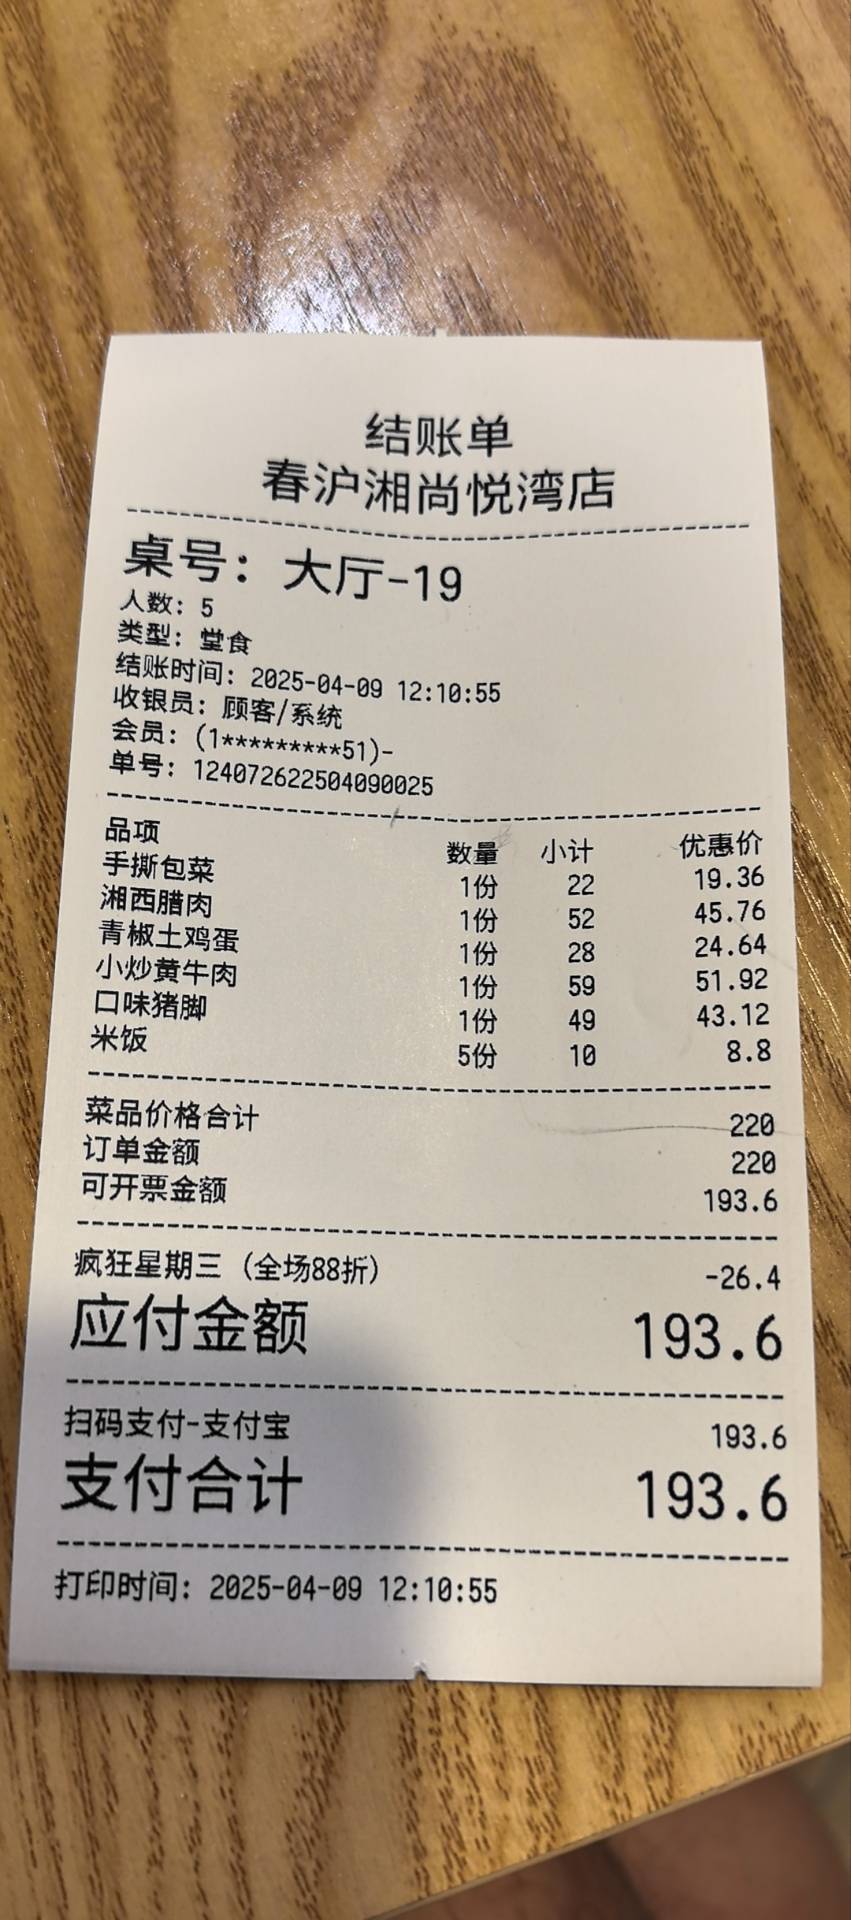 结账单
春沪湘尚悦湾店
桌号：大厅-19
人数：5
类型：堂食
结账时间：2025-04-09 12:10:55
收银员：顾客/系统
会员：(1*********51)-
单号：124072622504090025
品项 数量 小计 优惠价
手撕包菜 1份 22 19.36
湘西腊肉 1份 52 45.76
青椒土鸡蛋 1份 28 24.64
小炒黄牛肉 1份 59 51.92
口味猪脚 1份 49 43.12
米饭 5份 10 8.8
菜品价格合计 220
订单金额 220
可开票金额 193.6
疯狂星期三（全场88折） -26.4
应付金额 193.6
扫码支付-支付宝 193.6
支付合计 193.6
打印时间：2025-04-09 12:10:55